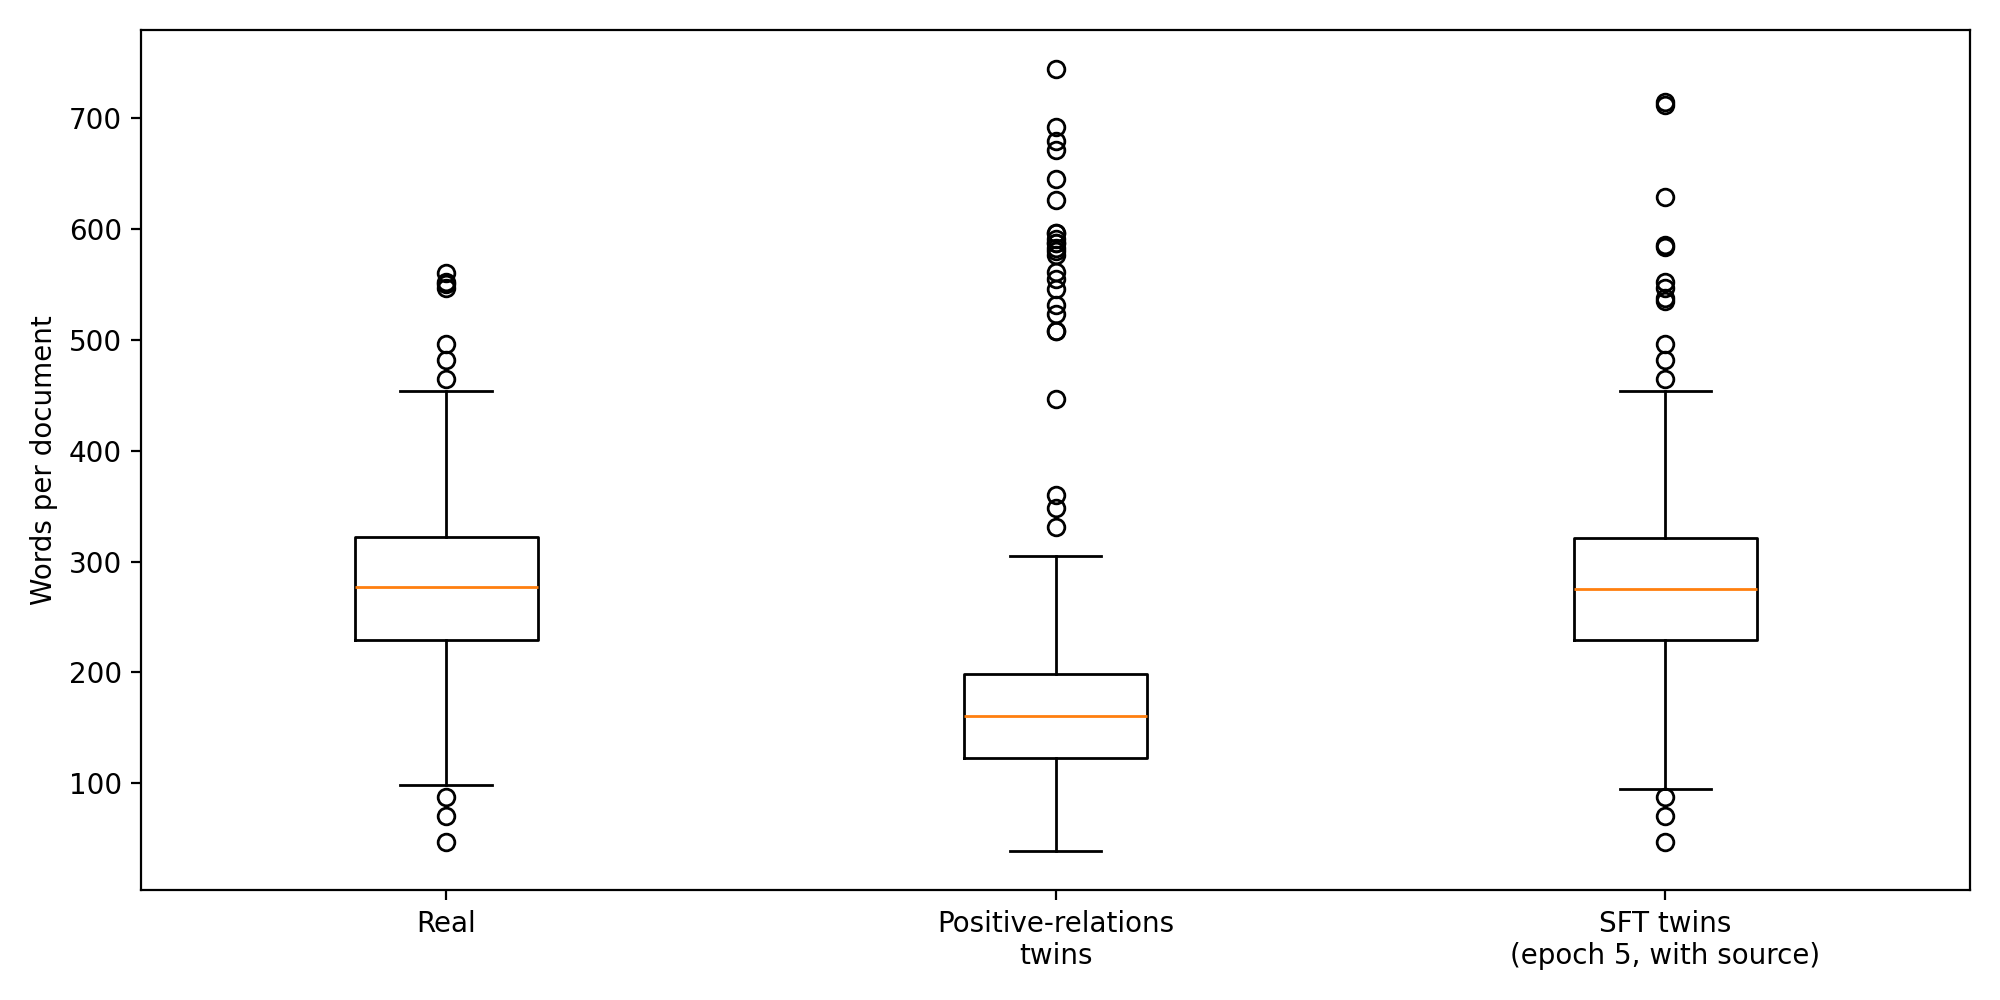 Words per document
700
600
500
400
300
200
100
Real
Positive-relations
twins
SFT twins
(epoch 5, with source)